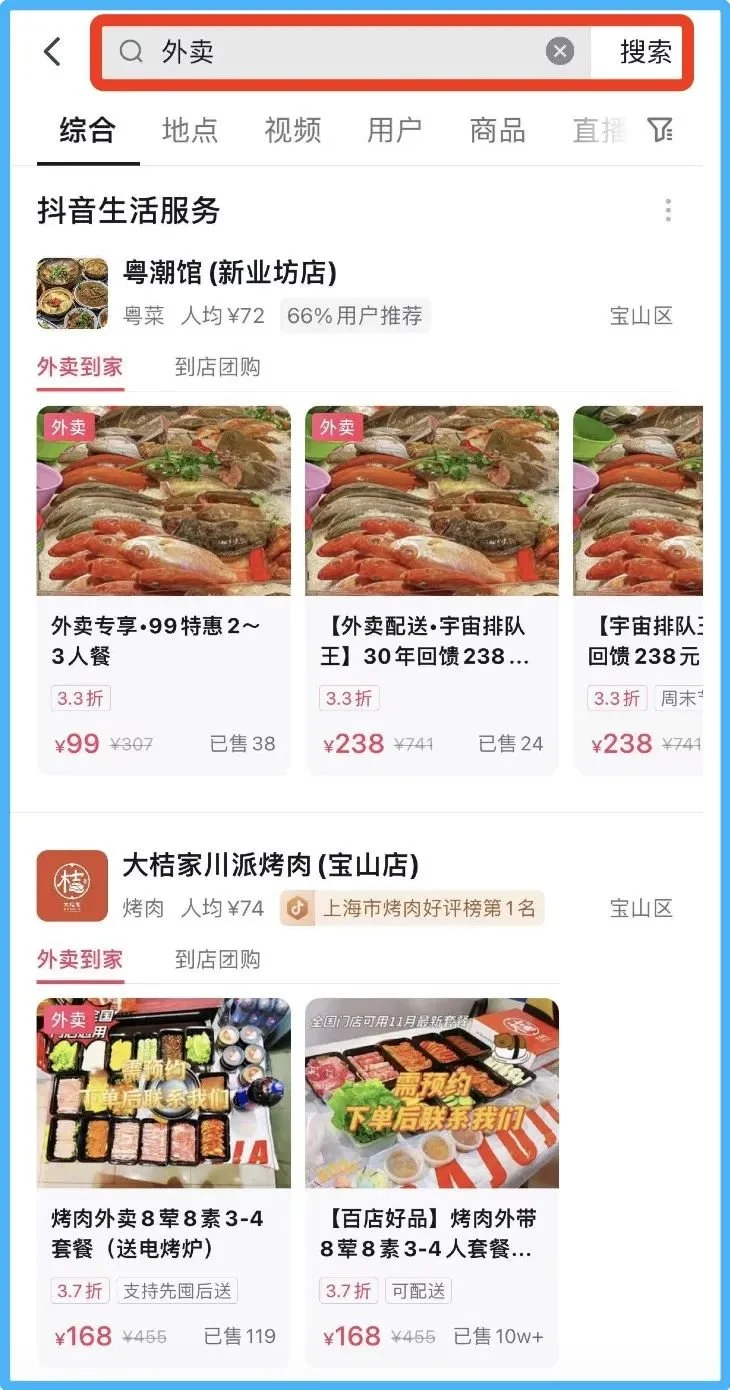 外卖
搜索
综合
地点
视频
用户
商品
直播
抖音生活服务
粤潮馆(新业坊店)
粤菜 人均¥72 66%用户推荐 宝山区
外卖到家 到店团购
外卖
外卖专享·99特惠2～
3人餐
3.3折
¥99 ¥307 已售38
外卖
【外卖配送·宇宙排队
王】30年回馈238...
3.3折
¥238 ¥741 已售24
【宇宙排队王
回馈238元
3.3折 周末节
¥238 ¥741
大桔家川派烤肉(宝山店)
烤肉 人均¥74 上海市烤肉好评榜第1名 宝山区
外卖到家 到店团购
外卖
需预约
下单后联系我们
烤肉外卖8荤8素3-4
套餐（送电烤炉）
3.7折 支持先囤后送
¥168 ¥455 已售119
全国门店可用11月最新套餐
需预约
下单后联系我们
【百店好品】烤肉外带
8荤8素3-4人套餐...
3.7折 可配送
¥168 ¥455 已售10w+